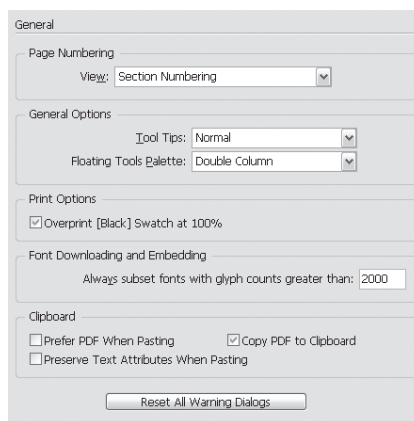 General
Page Numbering
View: Section Numbering
General Options
Tool Tips: Normal
Floating Tools Palette: Double Column
Print Options
Overprint [Black] Swatch at 100%
Font Downloading and Embedding
Always subset fonts with glyph counts greater than: 2000
Clipboard
Prefer PDF When Pasting Copy PDF to Clipboard
Preserve Text Attributes When Pasting
Reset All Warning Dialogs